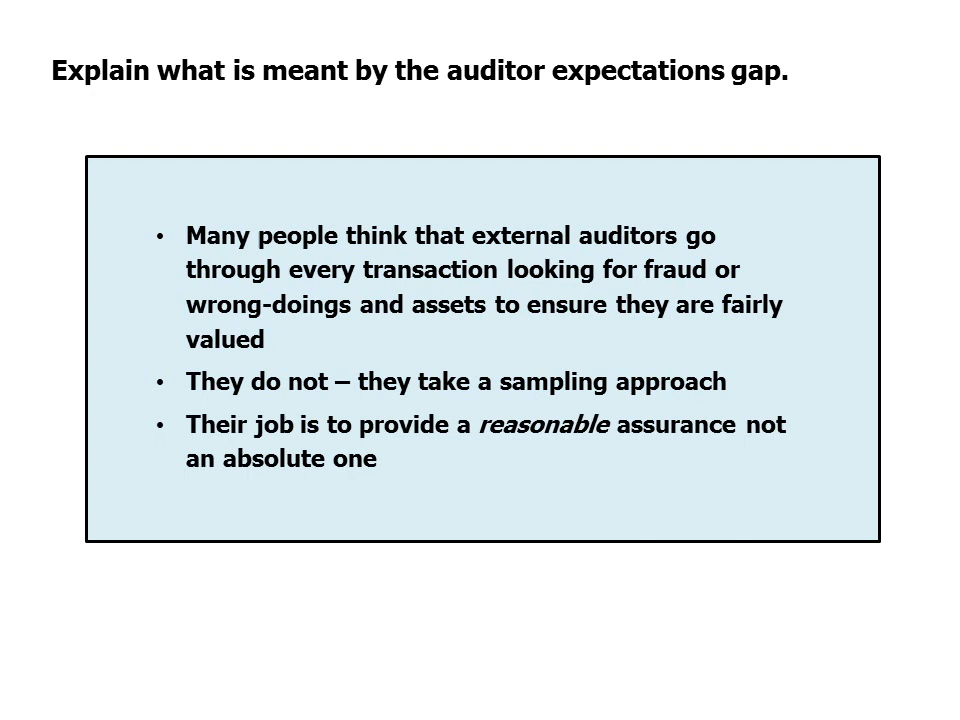 Explain what is meant by the auditor expectations gap.
• Many people think that external auditors go
through every transaction looking for fraud or
wrong-doings and assets to ensure they are fairly
valued
• They do not – they take a sampling approach
• Their job is to provide a reasonable assurance not
an absolute one